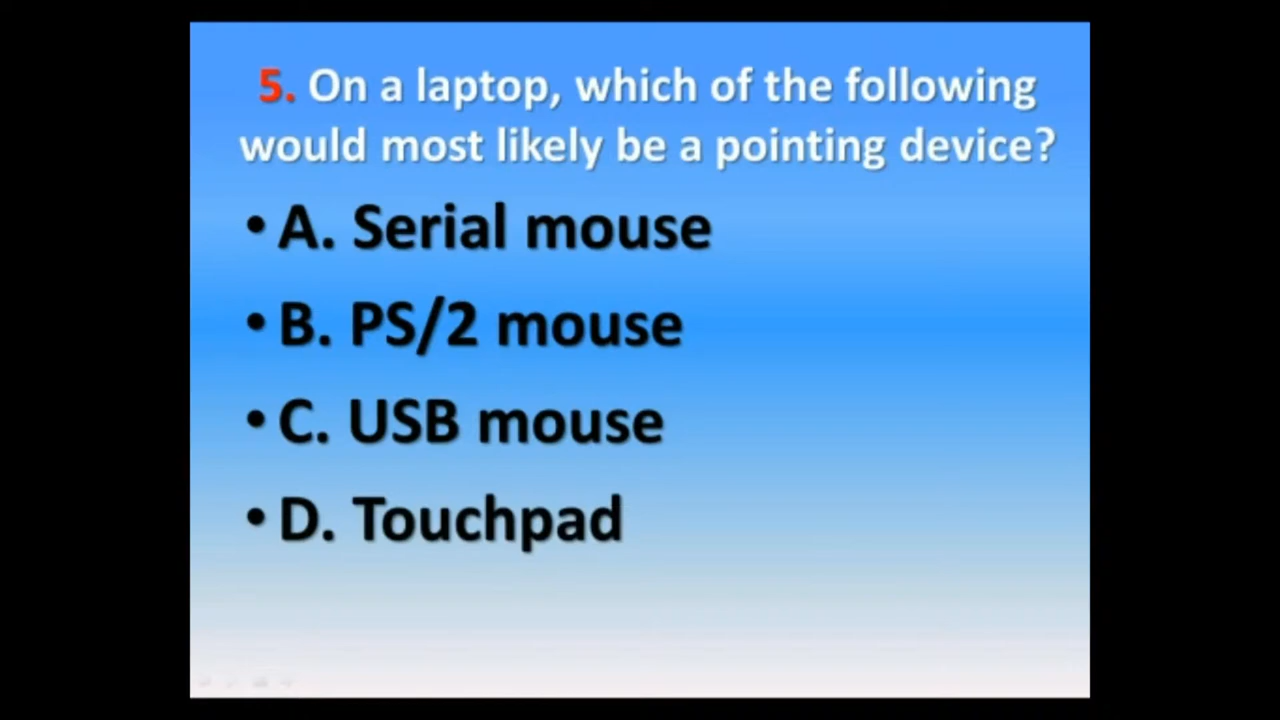 5. On a laptop, which of the following
would most likely be a pointing device?
• A. Serial mouse
• B. PS/2 mouse
• C. USB mouse
• D. Touchpad